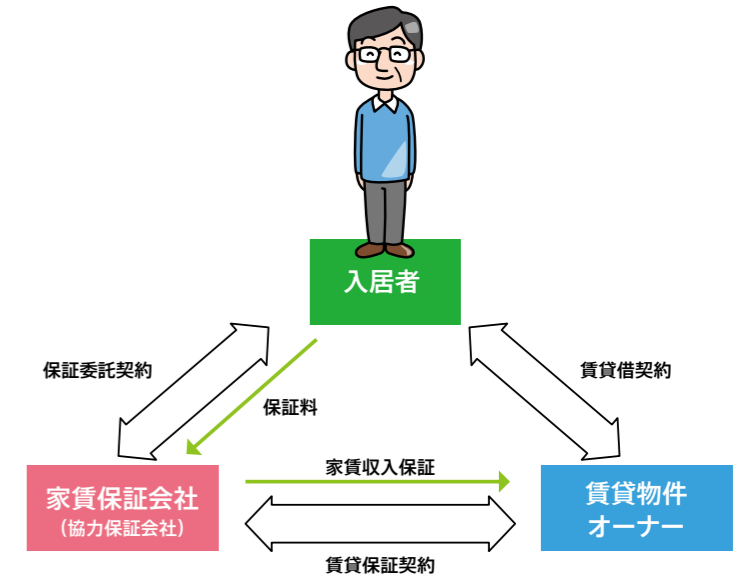 入居者
保証委託契約
賃貸借契約
保証料
家賃収入保証
家賃保証会社
(協力保証会社)
賃貸物件
オーナー
賃貸保証契約